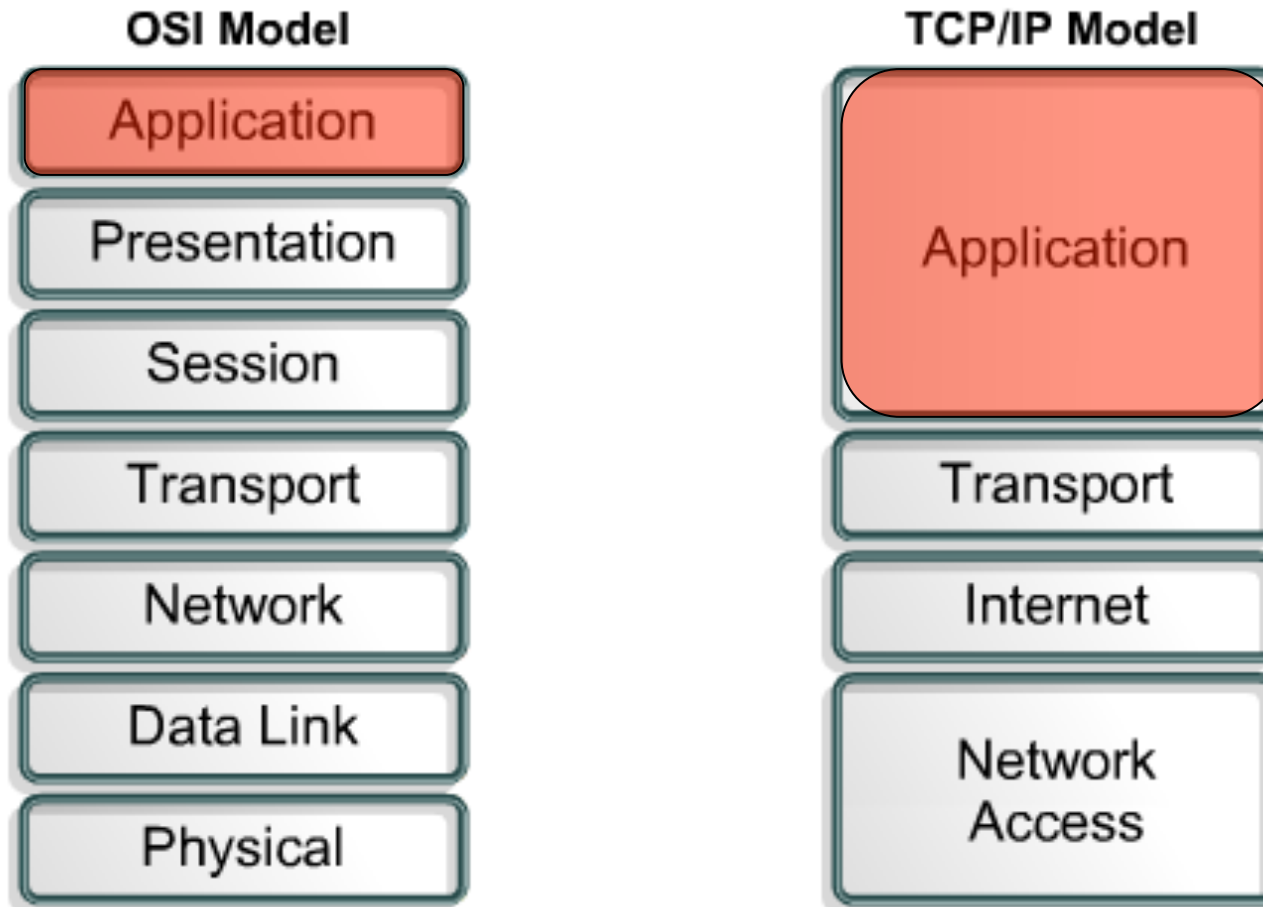 OSI Model
Application
Presentation
Session
Transport
Network
Data Link
Physical
TCP/IP Model
Application
Transport
Internet
Network
Access